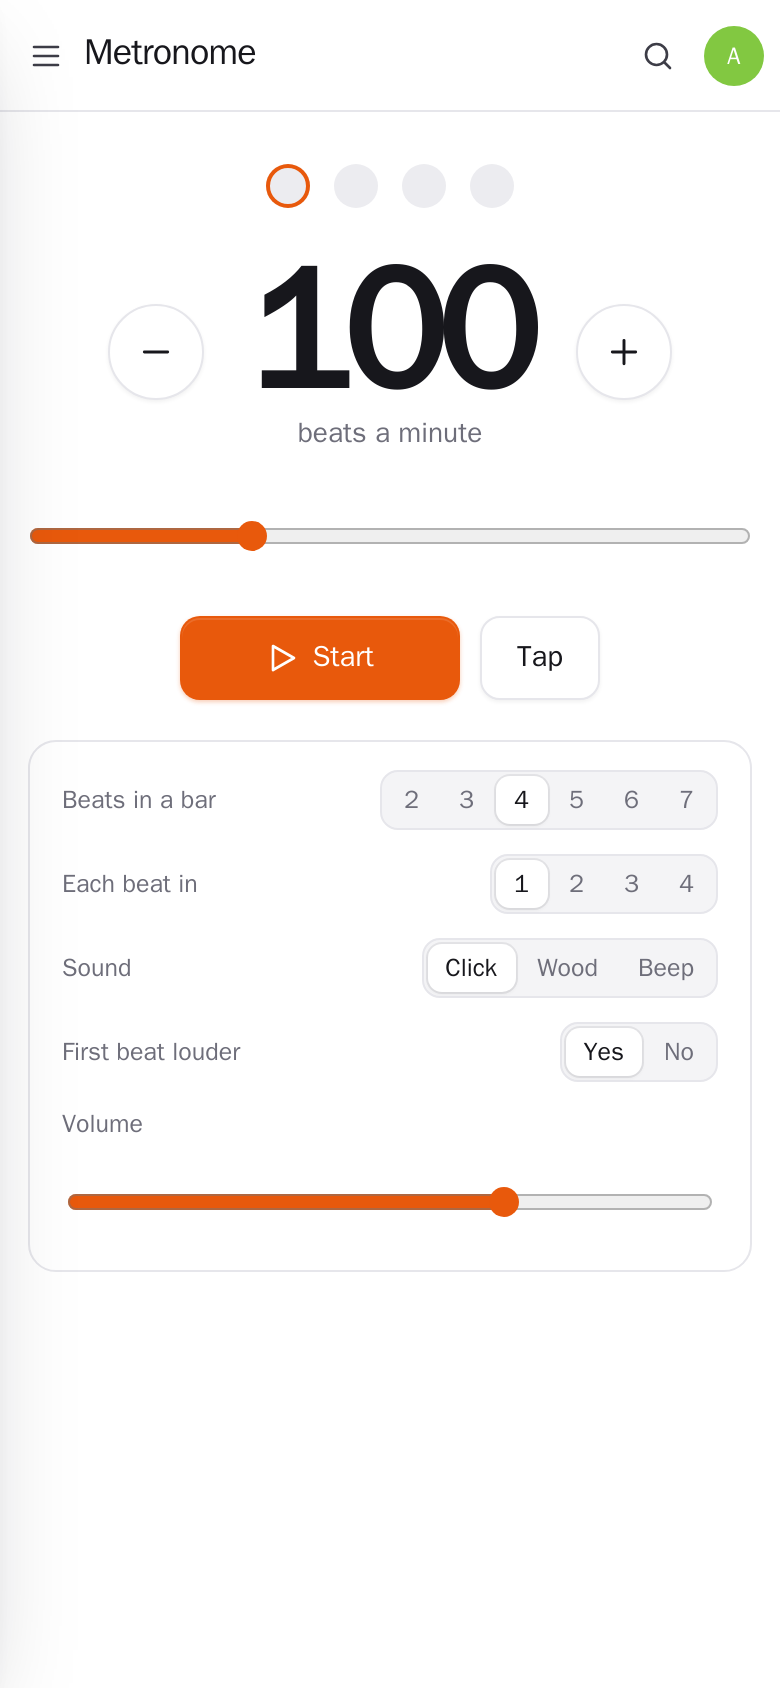 Metronome
A
100
beats a minute
Start
Tap
Beats in a bar 2 3 4 5 6 7
Each beat in 1 2 3 4
Sound Click Wood Beep
First beat louder Yes No
Volume